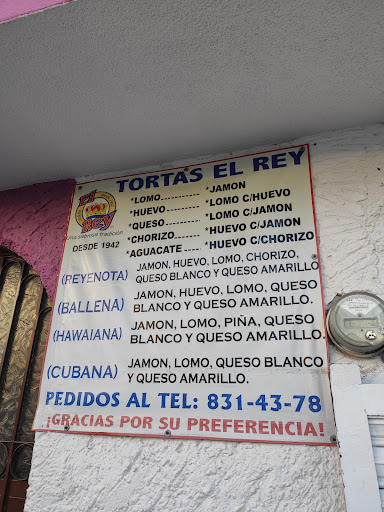 TORTAS EL REY
El Rey
Una sabrosa tradición
DESDE 1942
*LOMO----------- *JAMON
*HUEVO---------- *LOMO C/HUEVO
*QUESO---------- *LOMO C/JAMON
*CHORIZO------- *HUEVO C/JAMON
*AGUACATE ---- *HUEVO C/CHORIZO
(REYENOTA) JAMON, HUEVO, LOMO, CHORIZO,
QUESO BLANCO Y QUESO AMARILLO.
(BALLENA) JAMON, HUEVO, LOMO, QUESO
BLANCO Y QUESO AMARILLO.
(HAWAIANA) JAMON, LOMO, PIÑA, QUESO
BLANCO Y QUESO AMARILLO.
(CUBANA) JAMON, LOMO, QUESO BLANCO
Y QUESO AMARILLO.
PEDIDOS AL TEL: 831-43-78
¡GRACIAS POR SU PREFERENCIA!